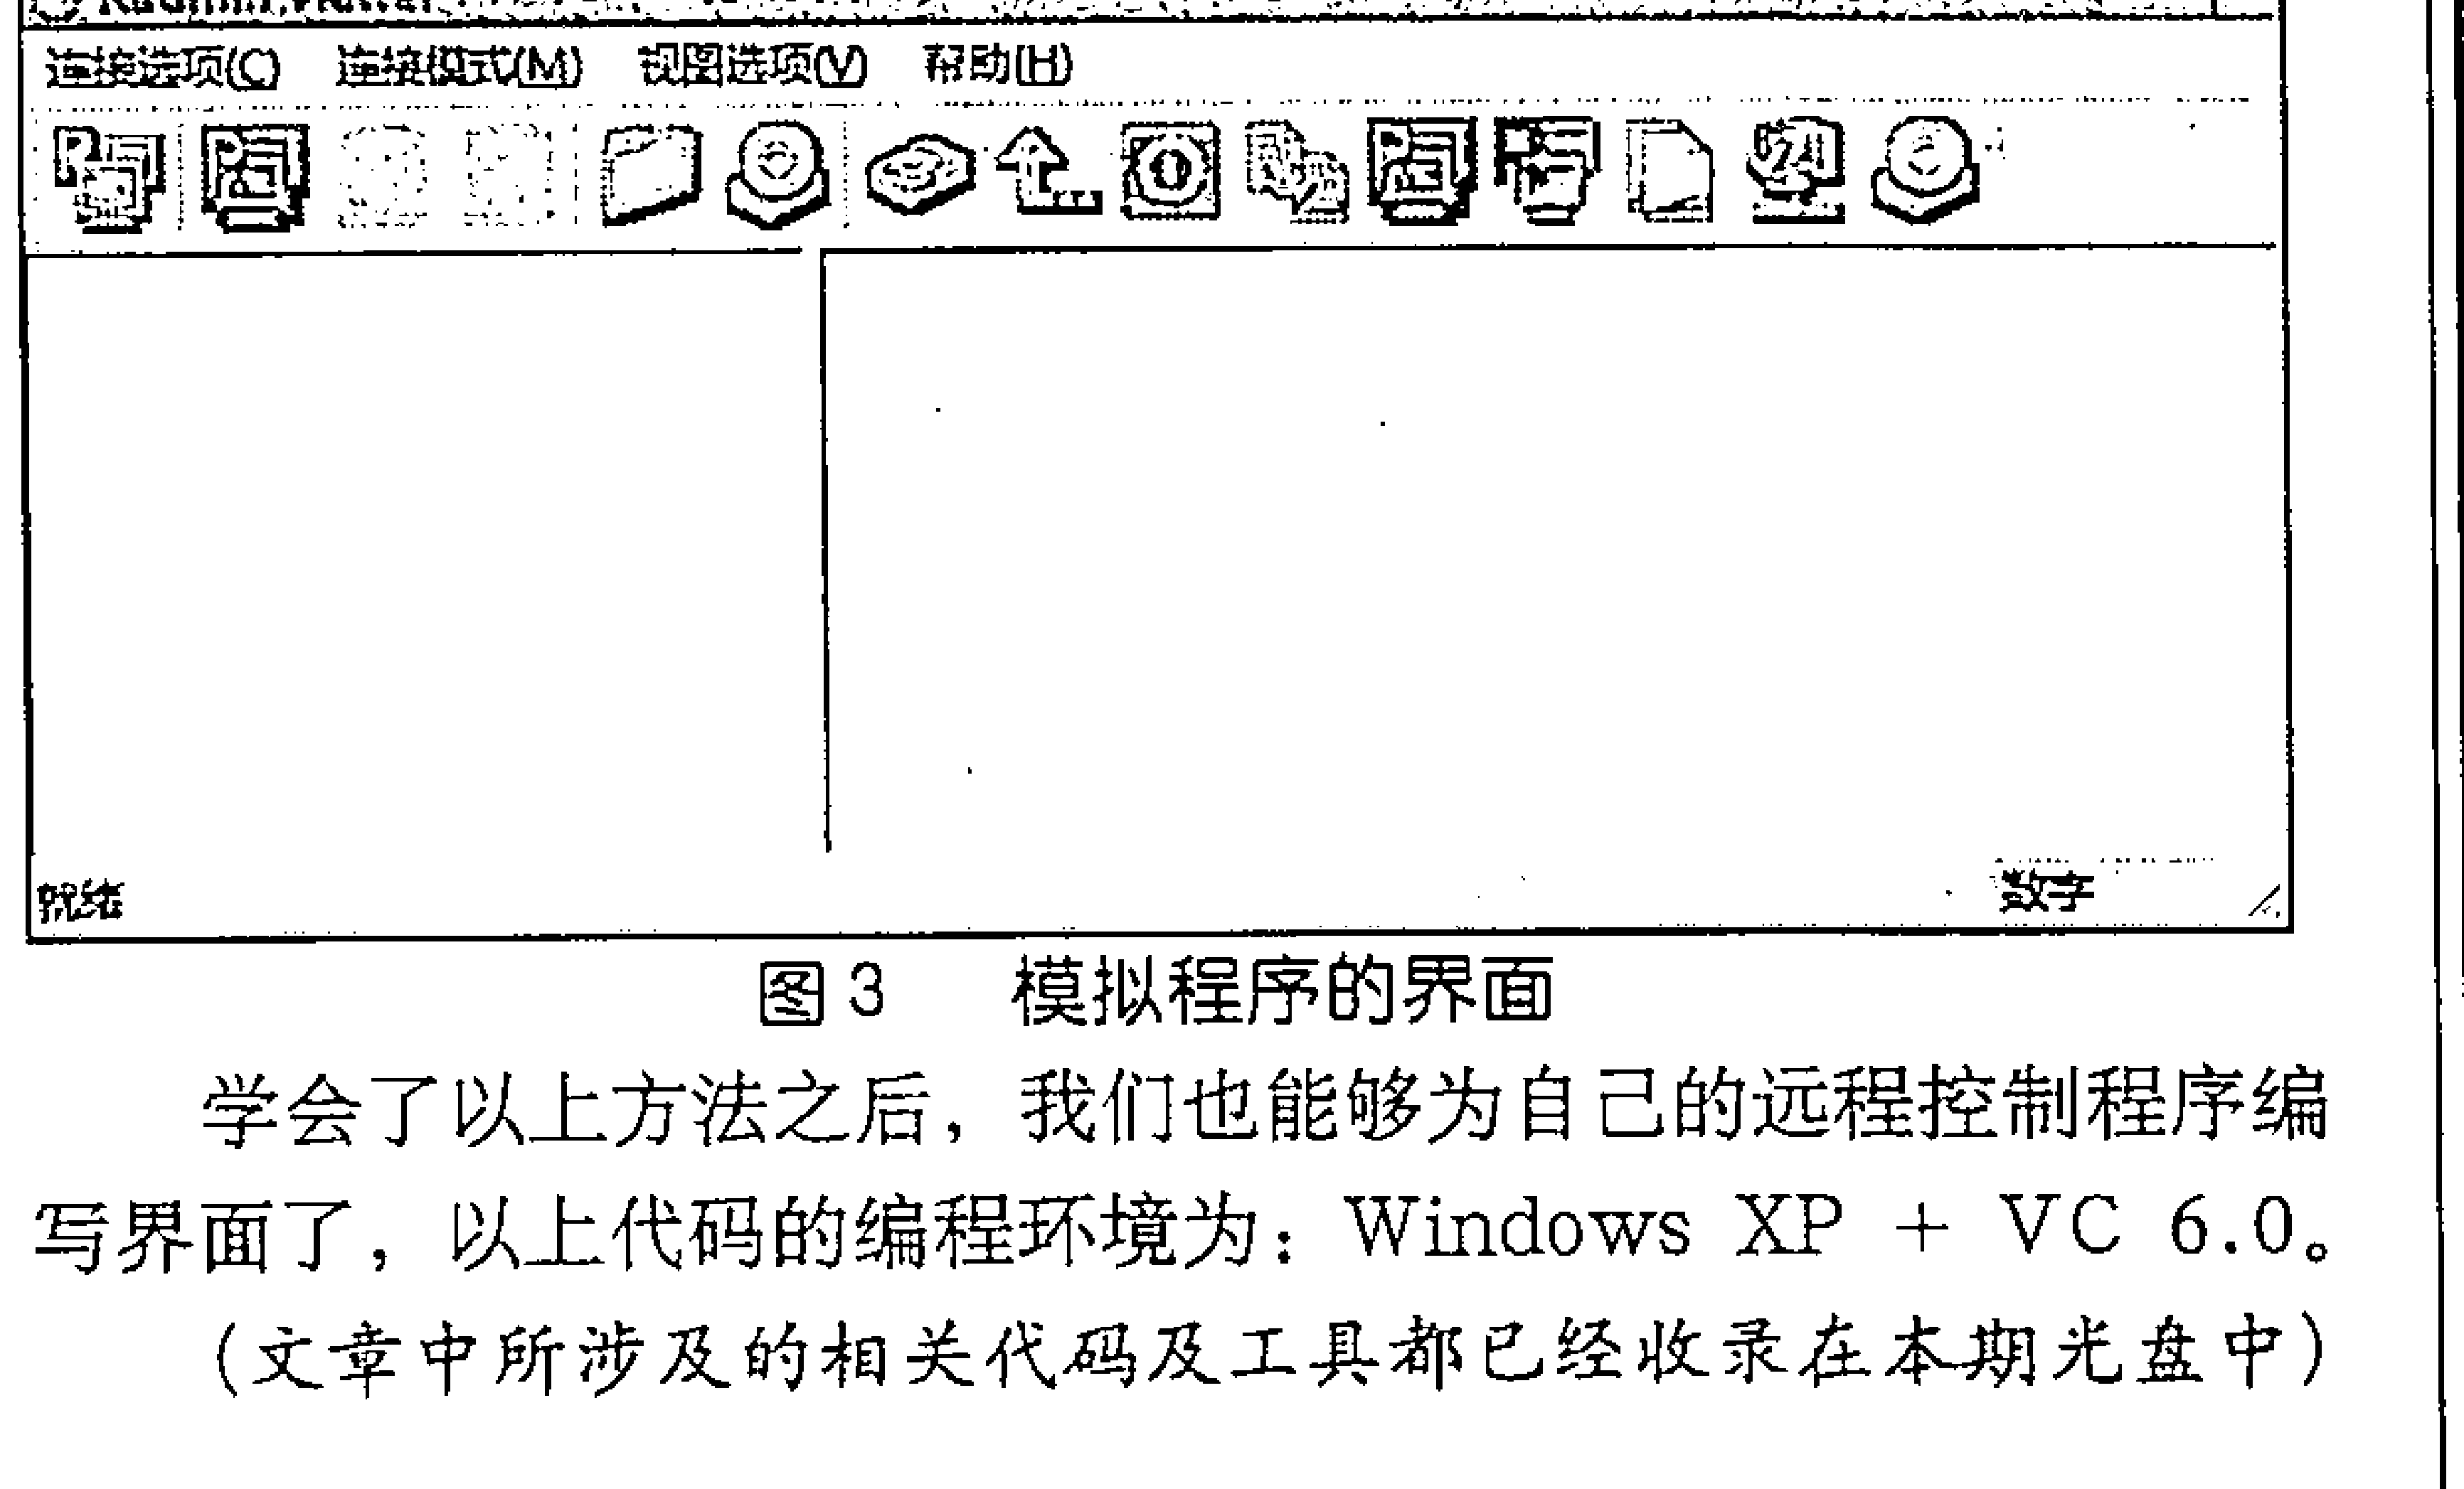 连接选项(C) 连接模式(M) 视图选项(V) 帮助(H)
就绪 数字
图3 模拟程序的界面
学会了以上方法之后，我们也能够为自己的远程控制程序编
写界面了，以上代码的编程环境为：Windows XP + VC 6.0。
(文章中所涉及的相关代码及工具都已经收录在本期光盘中)